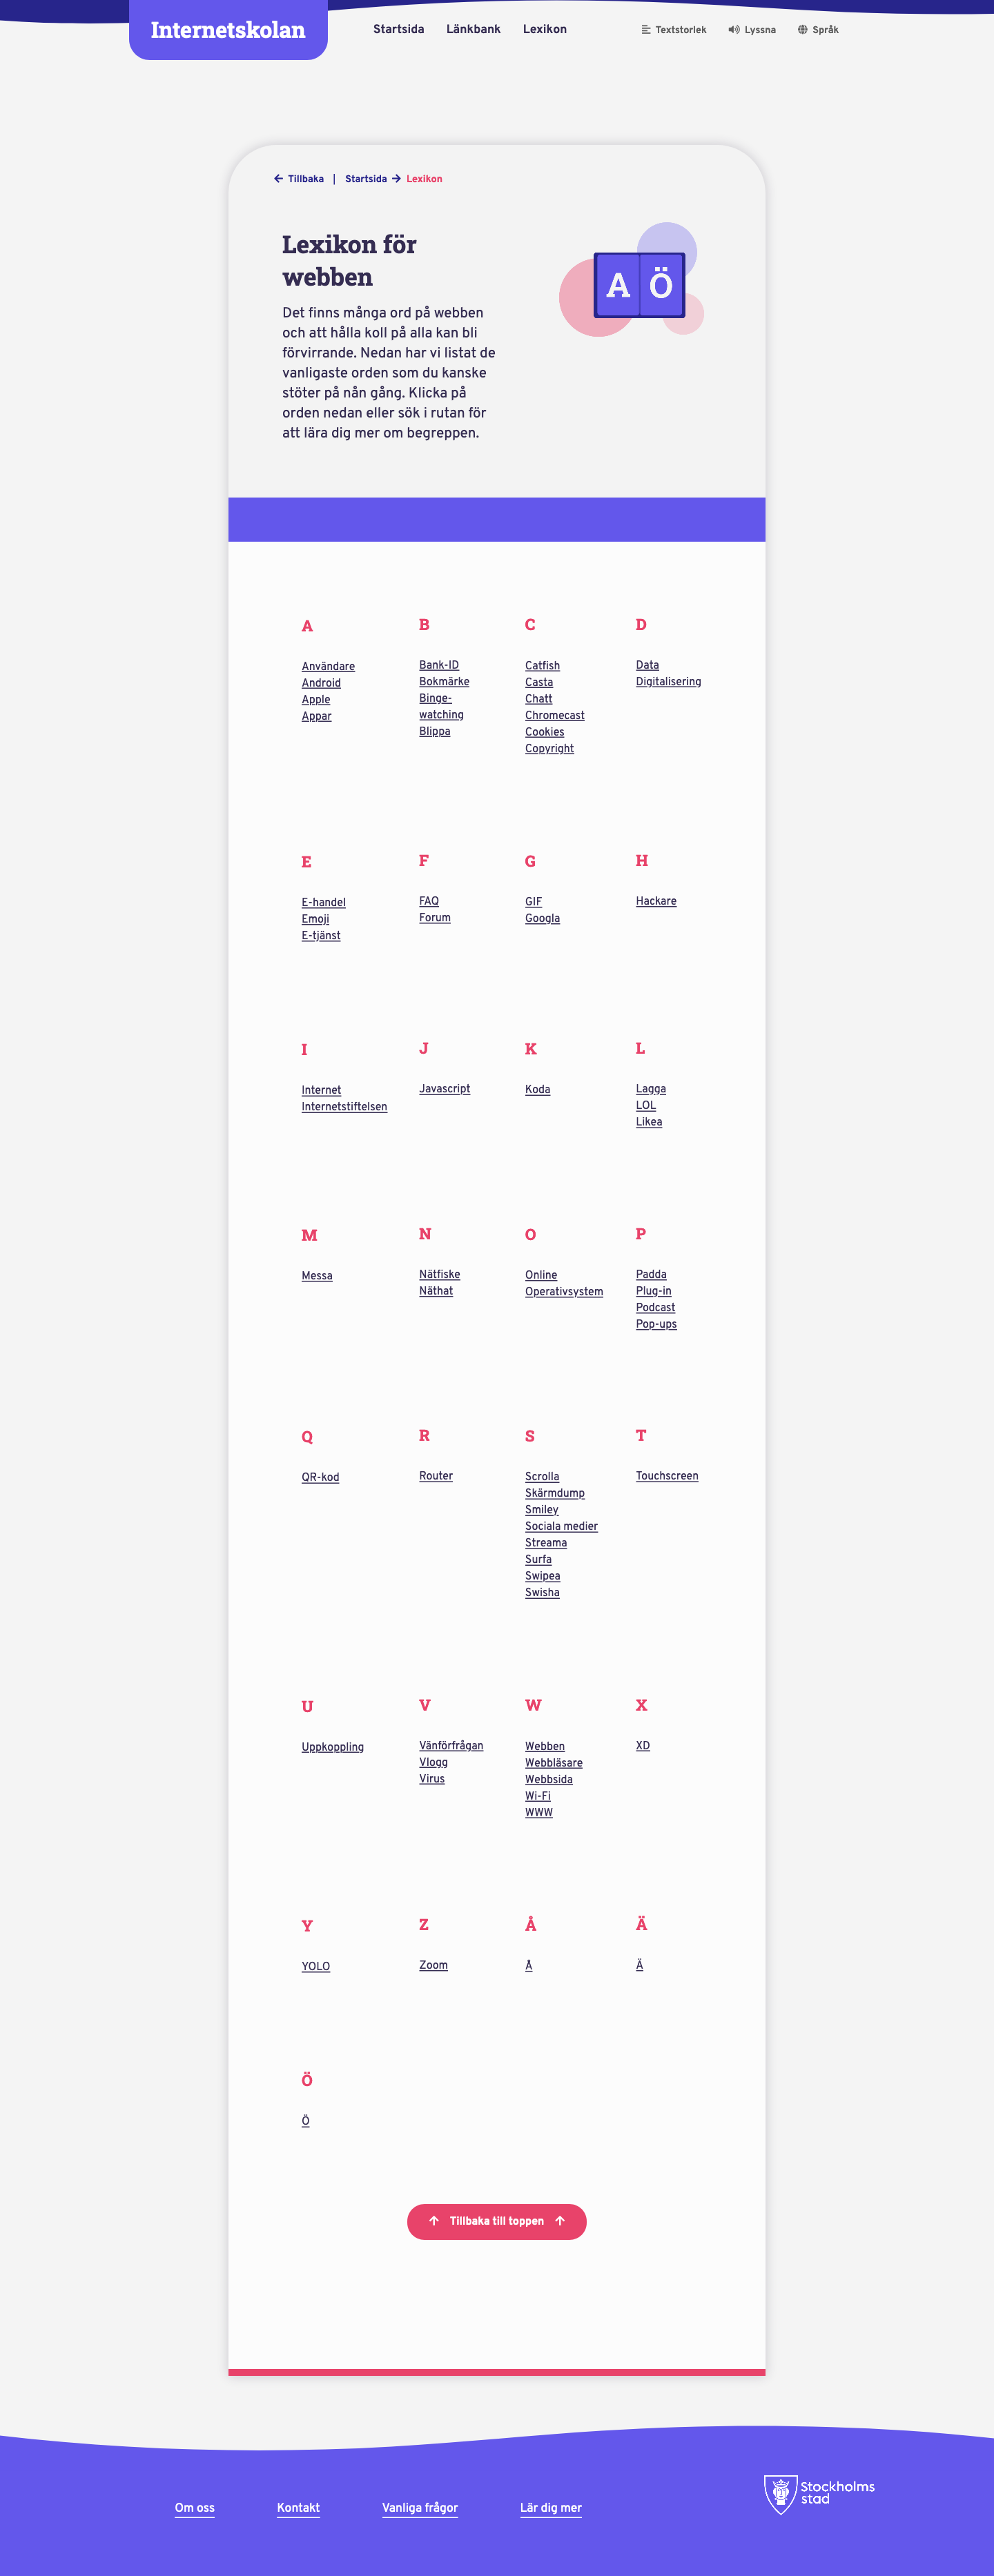 Internetskolan
Startsida Länkbank Lexikon
Textstorlek Lyssna Språk
Tillbaka | Startsida Lexikon
Lexikon för
webben
Det finns många ord på webben
och att hålla koll på alla kan bli
förvirrande. Nedan har vi listat de
vanligaste orden som du kanske
stöter på nån gång. Klicka på
orden nedan eller sök i rutan för
att lära dig mer om begreppen.
A Ö
A
Användare
Android
Apple
Appar
B
Bank-ID
Bokmärke
Binge-
watching
Blippa
C
Catfish
Casta
Chatt
Chromecast
Cookies
Copyright
D
Data
Digitalisering
E
E-handel
Emoji
E-tjänst
F
FAQ
Forum
G
GIF
Googla
H
Hackare
I
Internet
Internetstiftelsen
J
Javascript
K
Koda
L
Lagga
LOL
Likea
M
Messa
N
Nätfiske
Näthat
O
Online
Operativsystem
P
Padda
Plug-in
Podcast
Pop-ups
Q
QR-kod
R
Router
S
Scrolla
Skärmdump
Smiley
Sociala medier
Streama
Surfa
Swipea
Swisha
T
Touchscreen
U
Uppkoppling
V
Vänförfrågan
Vlogg
Virus
W
Webben
Webbläsare
Webbsida
Wi-Fi
WWW
X
XD
Y
YOLO
Z
Zoom
Å
Å
Ä
Ä
Ö
Ö
Tillbaka till toppen
Om oss Kontakt Vanliga frågor Lär dig mer
Stockholms
stad